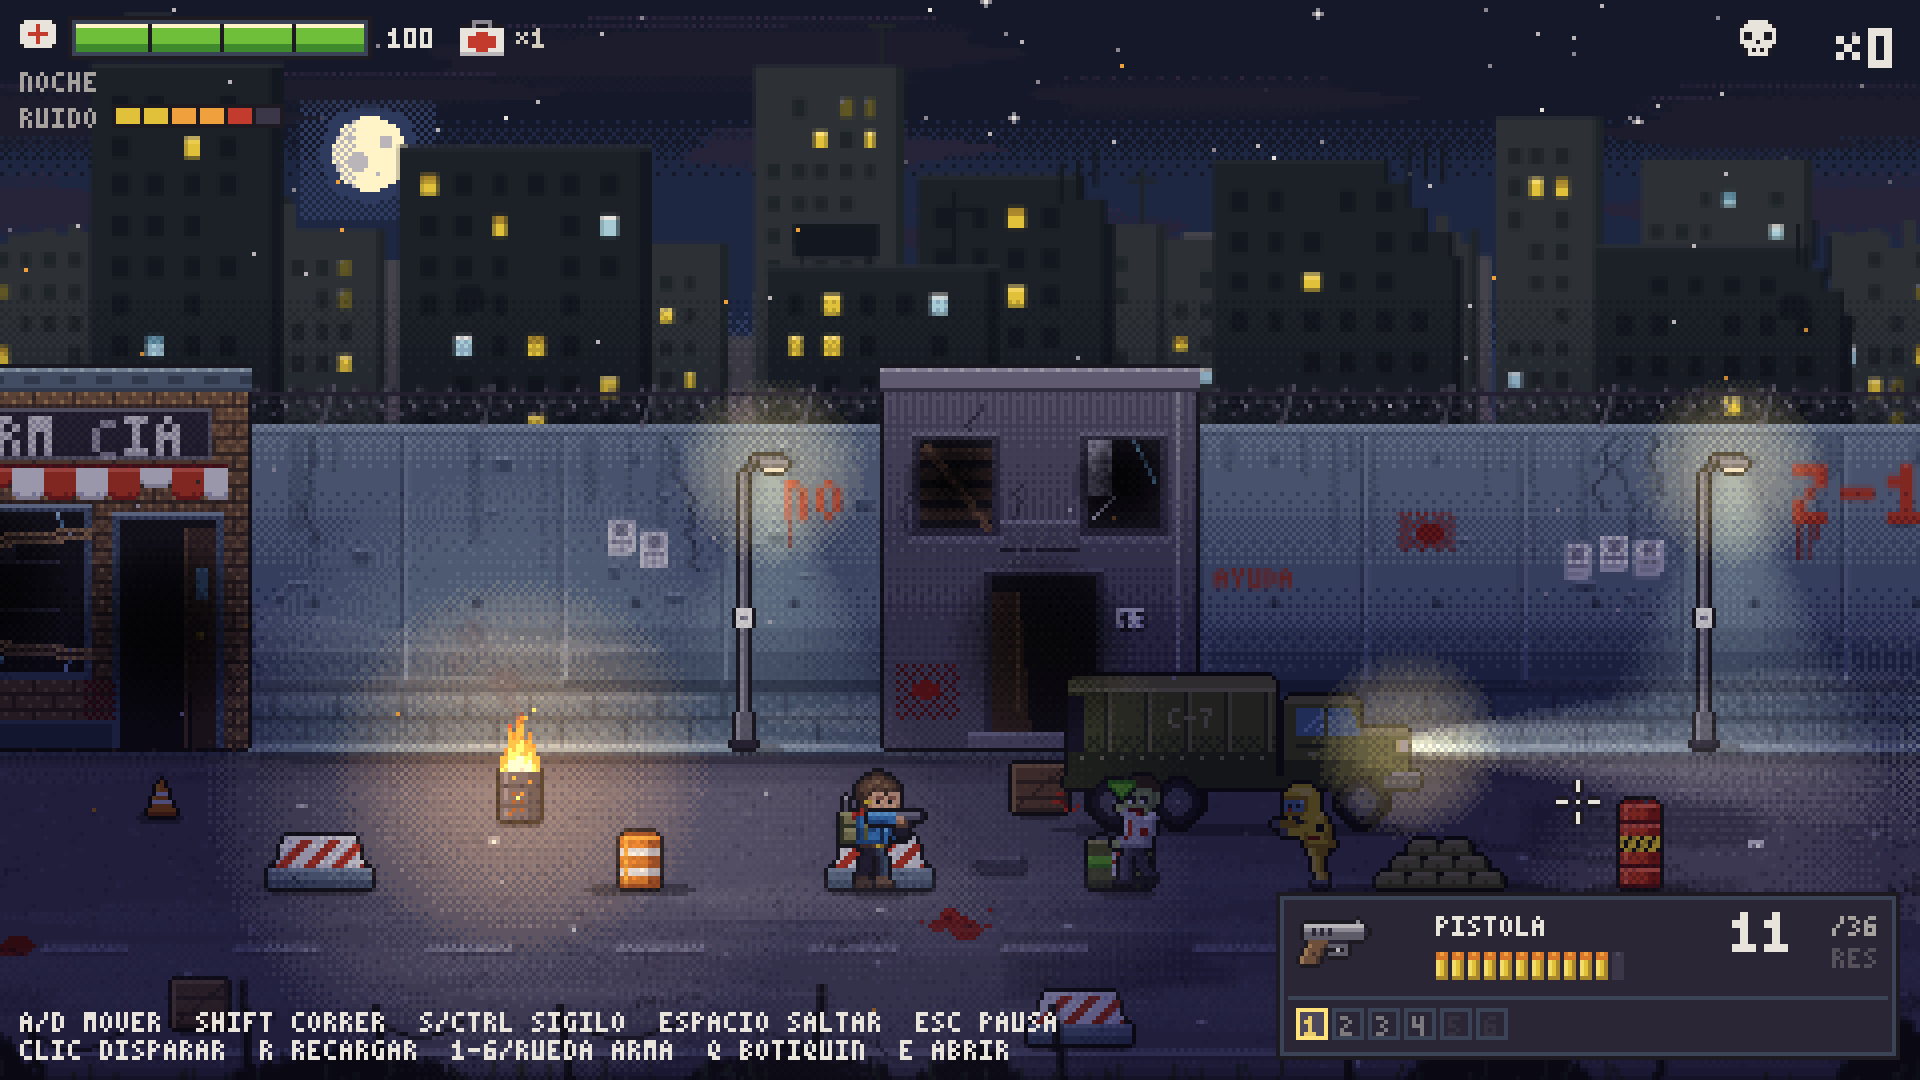 .100
×1
×0
NOCHE
RUIDO
RM CIA
NO
Z-1
AYUDA
C-7
PISTOLA
11
/36
RES
1 2 3 4 5 6
A/D MOVER SHIFT CORRER S/CTRL SIGILO ESPACIO SALTAR ESC PAUSA
CLIC DISPARAR R RECARGAR 1-6/RUEDA ARMA Q BOTIQUIN E ABRIR